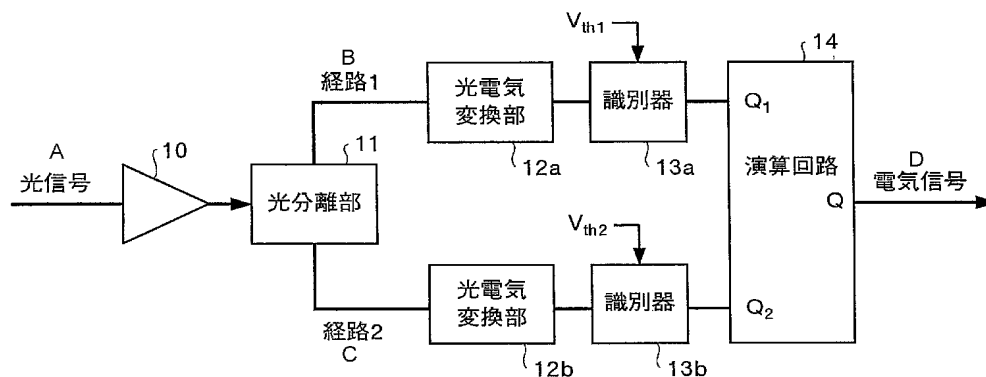 A
光信号
10
11
光分離部
B
経路1
光電気
変換部
12a
Vth1
識別器
13a
経路2
C
光電気
変換部
12b
Vth2
識別器
13b
14
Q1
演算回路
Q
Q2
D
電気信号